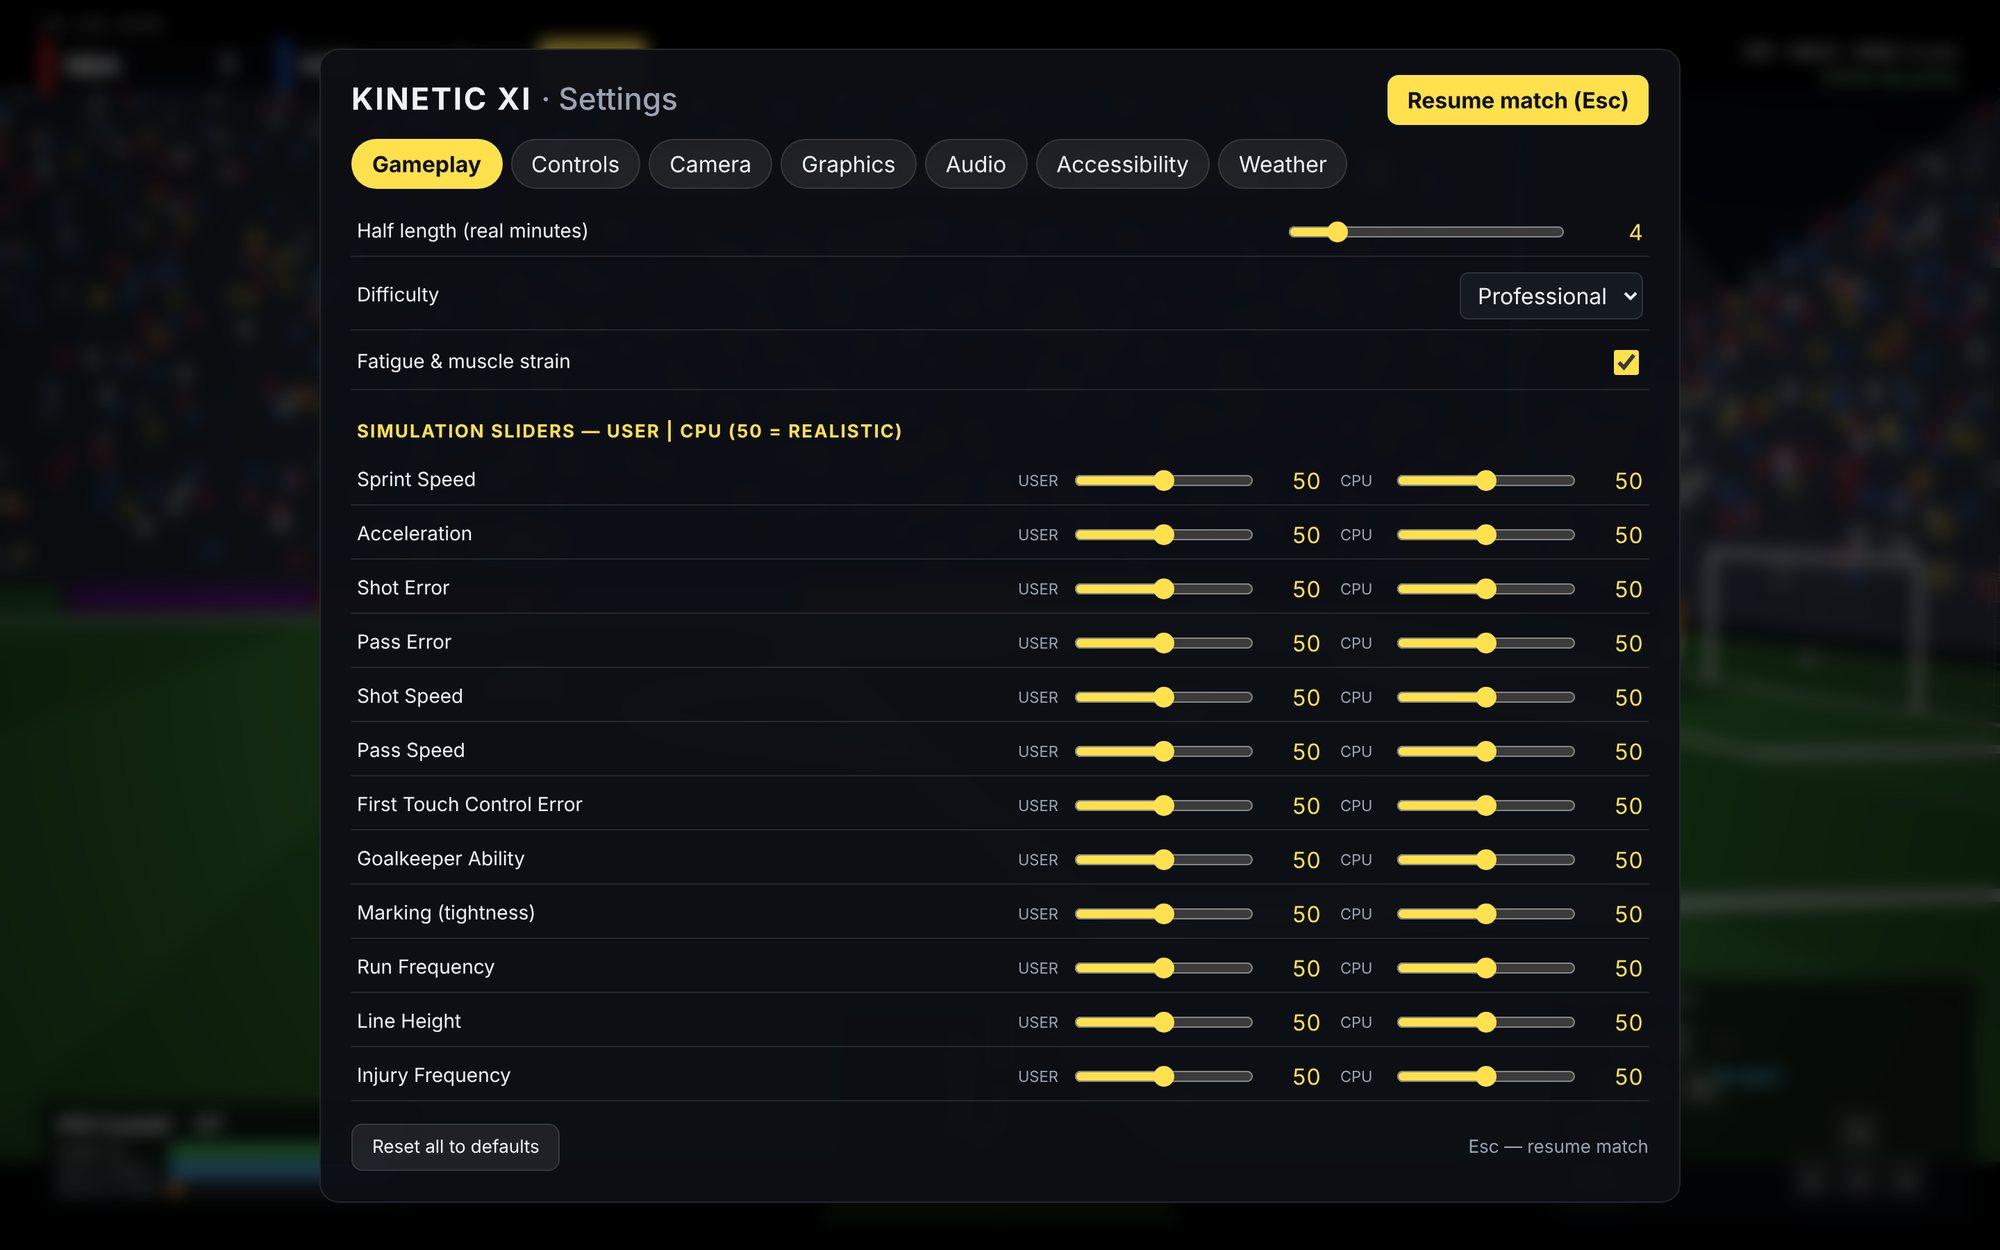 KINETIC XI · Settings
Resume match (Esc)
Gameplay Controls Camera Graphics Audio Accessibility Weather
Half length (real minutes) 4
Difficulty Professional
Fatigue & muscle strain
SIMULATION SLIDERS — USER | CPU (50 = REALISTIC)
Sprint Speed USER 50 CPU 50
Acceleration USER 50 CPU 50
Shot Error USER 50 CPU 50
Pass Error USER 50 CPU 50
Shot Speed USER 50 CPU 50
Pass Speed USER 50 CPU 50
First Touch Control Error USER 50 CPU 50
Goalkeeper Ability USER 50 CPU 50
Marking (tightness) USER 50 CPU 50
Run Frequency USER 50 CPU 50
Line Height USER 50 CPU 50
Injury Frequency USER 50 CPU 50
Reset all to defaults
Esc — resume match